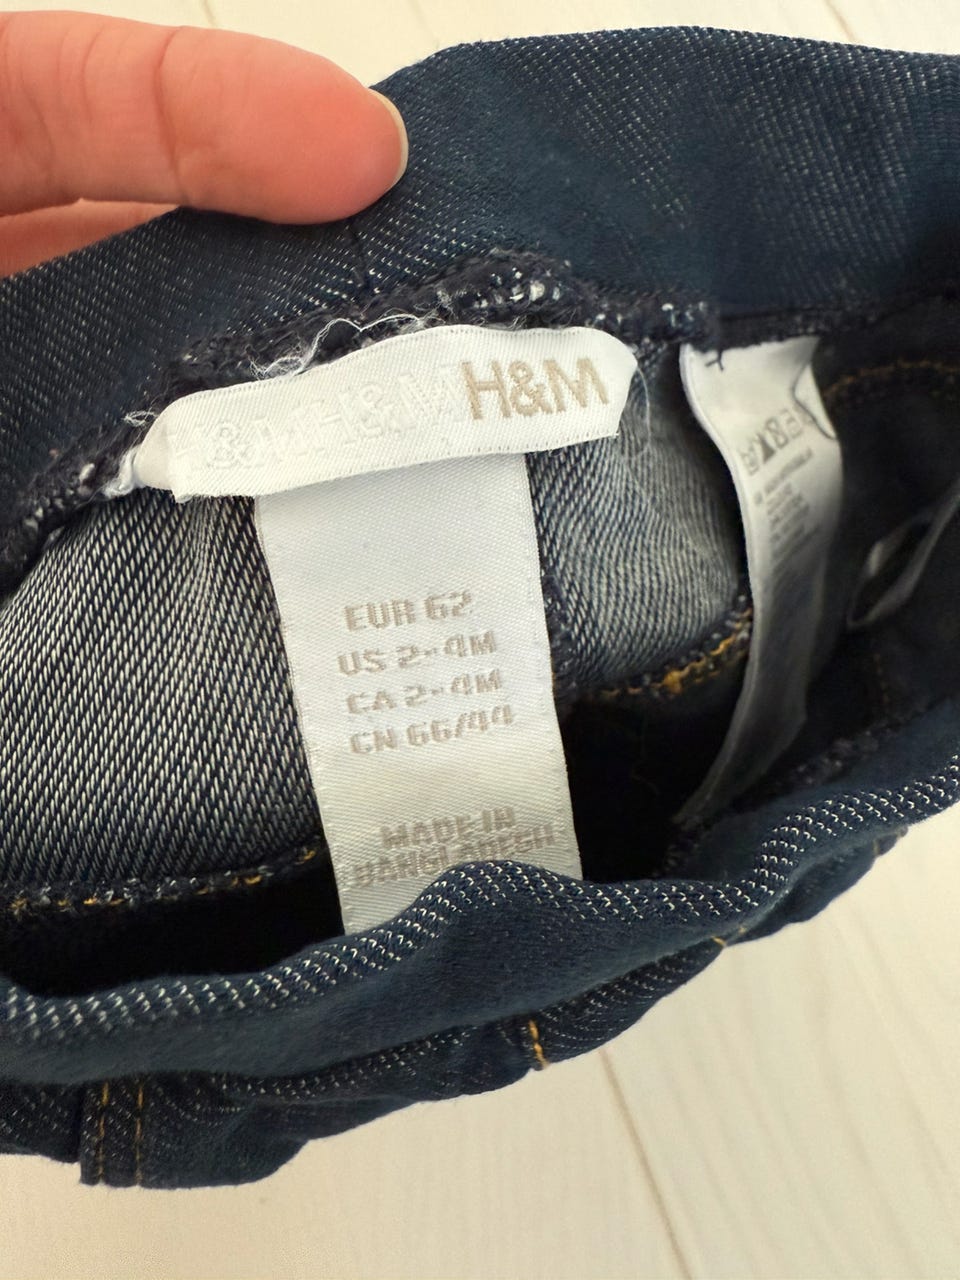 H&M H&M H&M
EUR 62
US 2-4M
CA 2-4M
CN 66/44
MADE IN
BANGLADESH